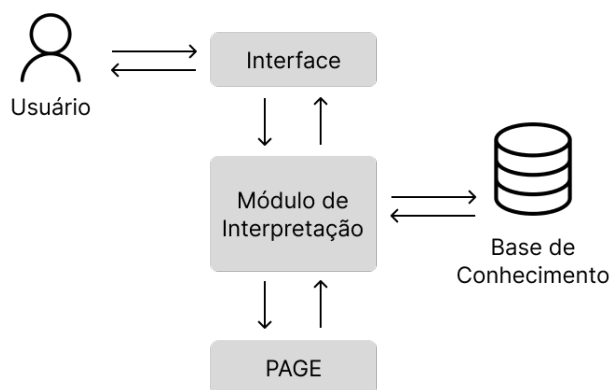 Usuário
Interface
Módulo de
Interpretação
Base de
Conhecimento
PAGE